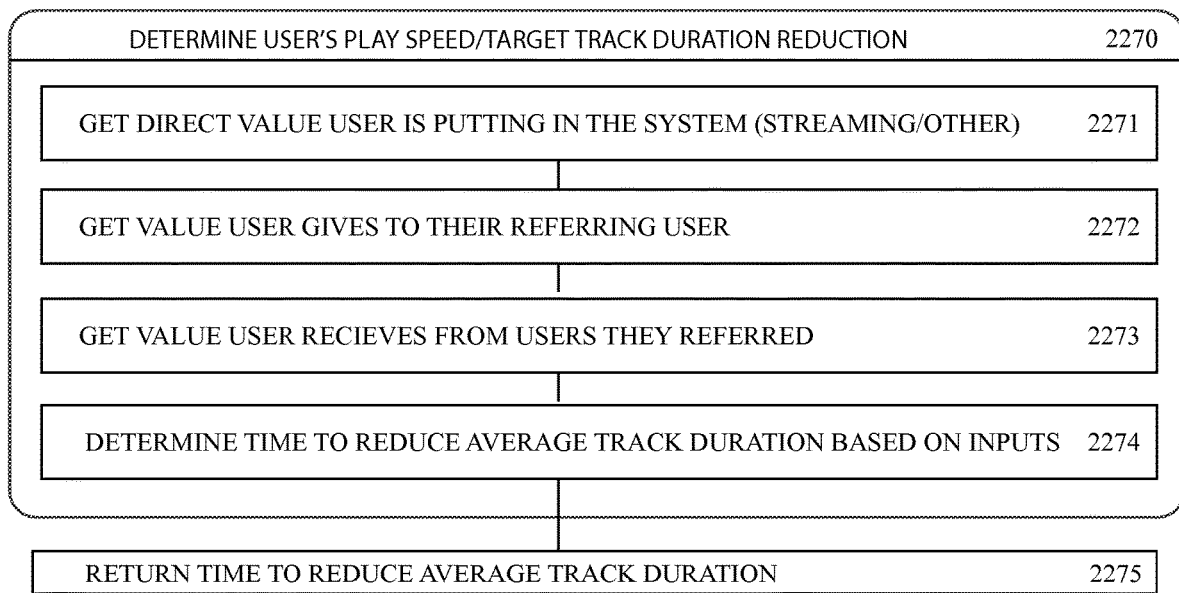 DETERMINE USER'S PLAY SPEED/TARGET TRACK DURATION REDUCTION 2270
GET DIRECT VALUE USER IS PUTTING IN THE SYSTEM (STREAMING/OTHER) 2271
GET VALUE USER GIVES TO THEIR REFERRING USER 2272
GET VALUE USER RECIEVES FROM USERS THEY REFERRED 2273
DETERMINE TIME TO REDUCE AVERAGE TRACK DURATION BASED ON INPUTS 2274
RETURN TIME TO REDUCE AVERAGE TRACK DURATION 2275